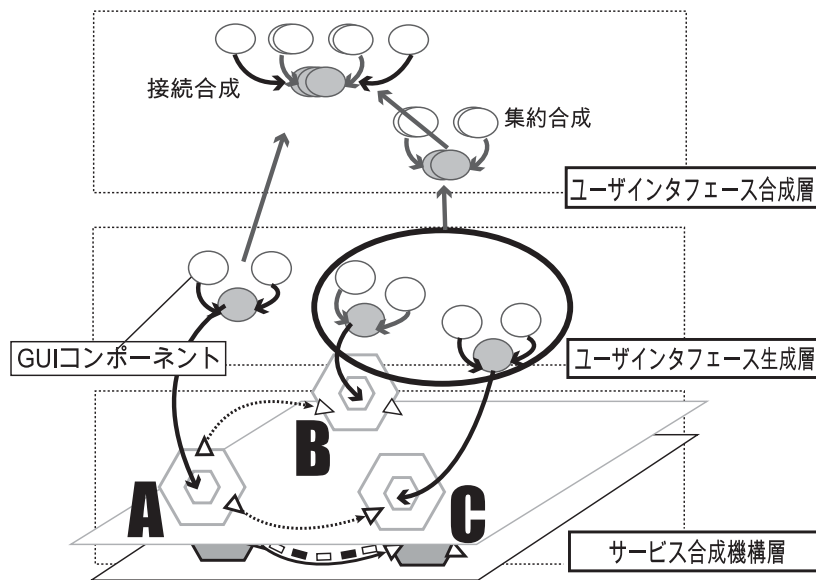 接続合成
集約合成
ユーザインタフェース合成層
GUIコンポーネント
ユーザインタフェース生成層
B
A
C
サービス合成機構層